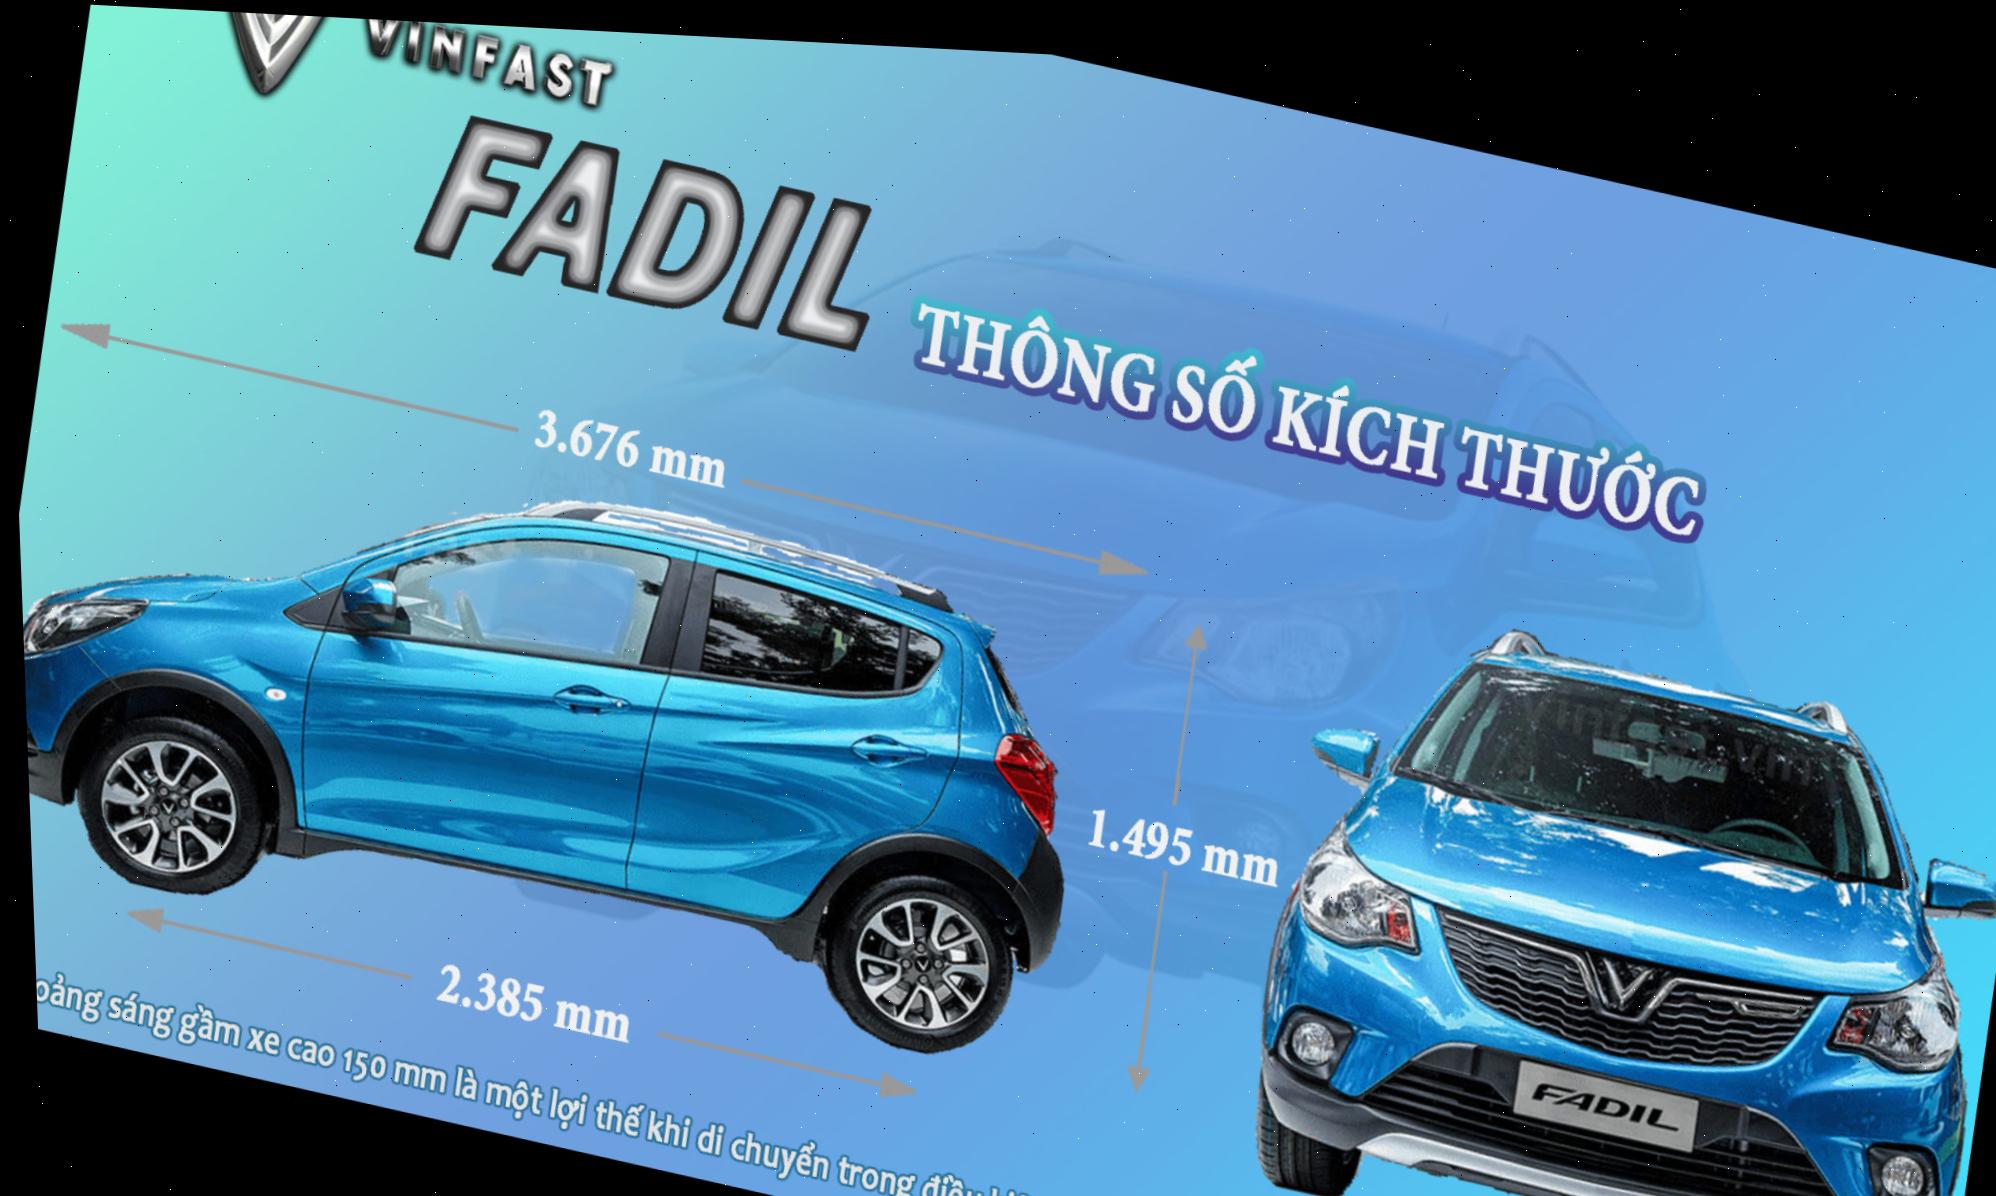 VINFAST
FADIL
THÔNG SỐ KÍCH THƯỚC
3.676 mm
1.495 mm
2.385 mm
FADIL
sáng gầm xe cao 150 mm là một lợi thế khi di chuyển trong